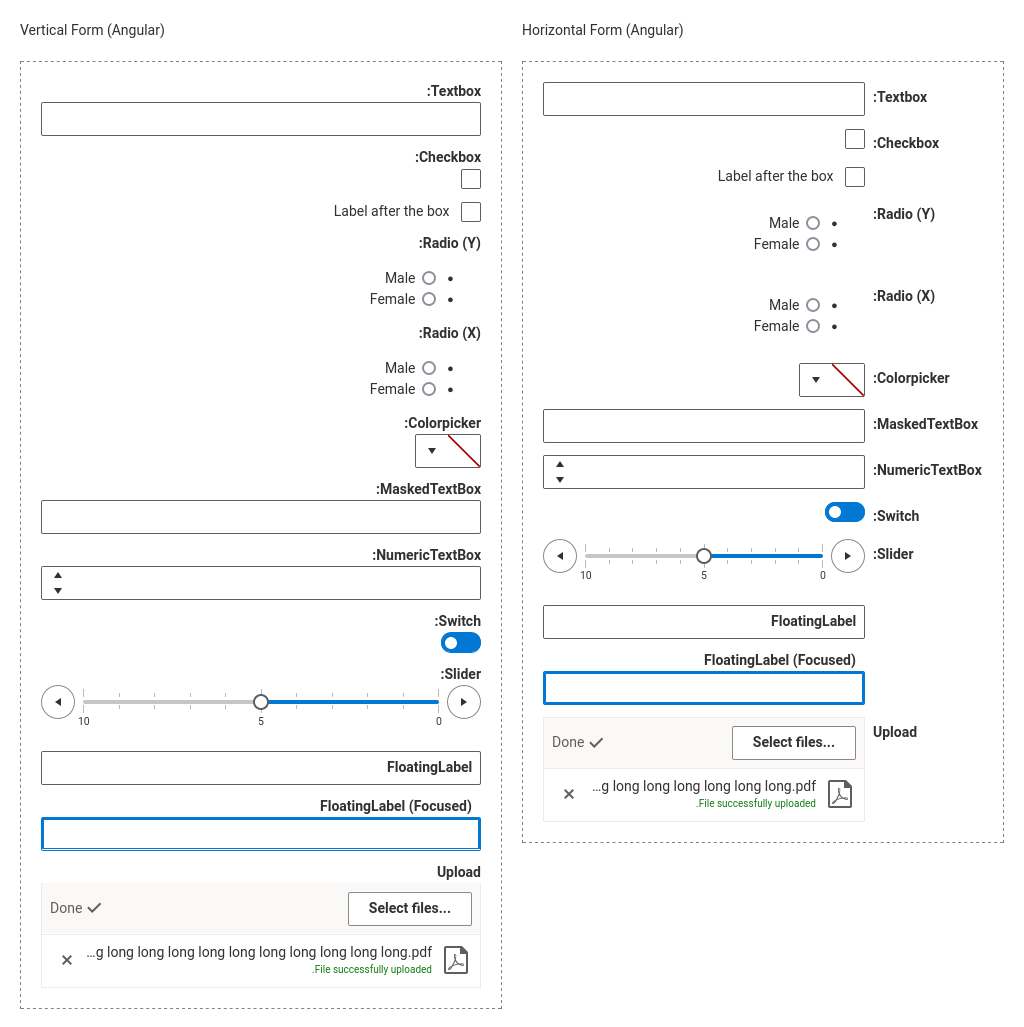 Vertical Form (Angular)
:Textbox
:Checkbox
Label after the box
:Radio (Y)
Male
Female
:Radio (X)
Male
Female
:Colorpicker
:MaskedTextBox
:NumericTextBox
:Switch
:Slider
10 5 0
FloatingLabel
FloatingLabel (Focused)
Upload
Done Select files...
...g long long long long long long long long long long.pdf
.File successfully uploaded
Horizontal Form (Angular)
:Textbox
:Checkbox
Label after the box
:Radio (Y)
Male
Female
:Radio (X)
Male
Female
:Colorpicker
:MaskedTextBox
:NumericTextBox
:Switch
:Slider
10 5 0
FloatingLabel
FloatingLabel (Focused)
Upload
Done Select files...
...g long long long long long long.pdf
.File successfully uploaded